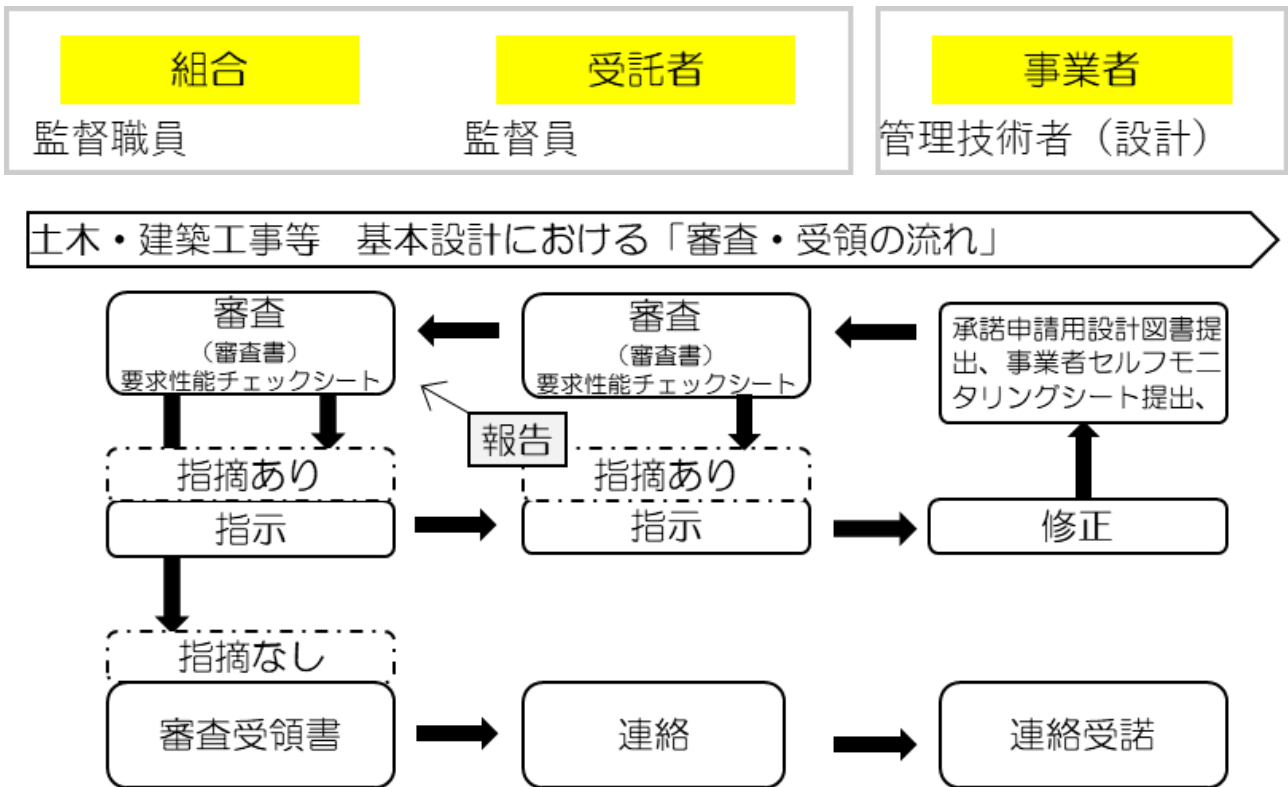 組合
受託者
事業者
監督職員
監督員
管理技術者（設計）
土木・建築工事等　基本設計における「審査・受領の流れ」
審査
（審査書）
要求性能チェックシート
審査
（審査書）
要求性能チェックシート
承諾申請用設計図書提
出、事業者セルフモニ
タリングシート提出、
報告
指摘あり
指示
指摘あり
指示
修正
指摘なし
審査受領書
連絡
連絡受諾